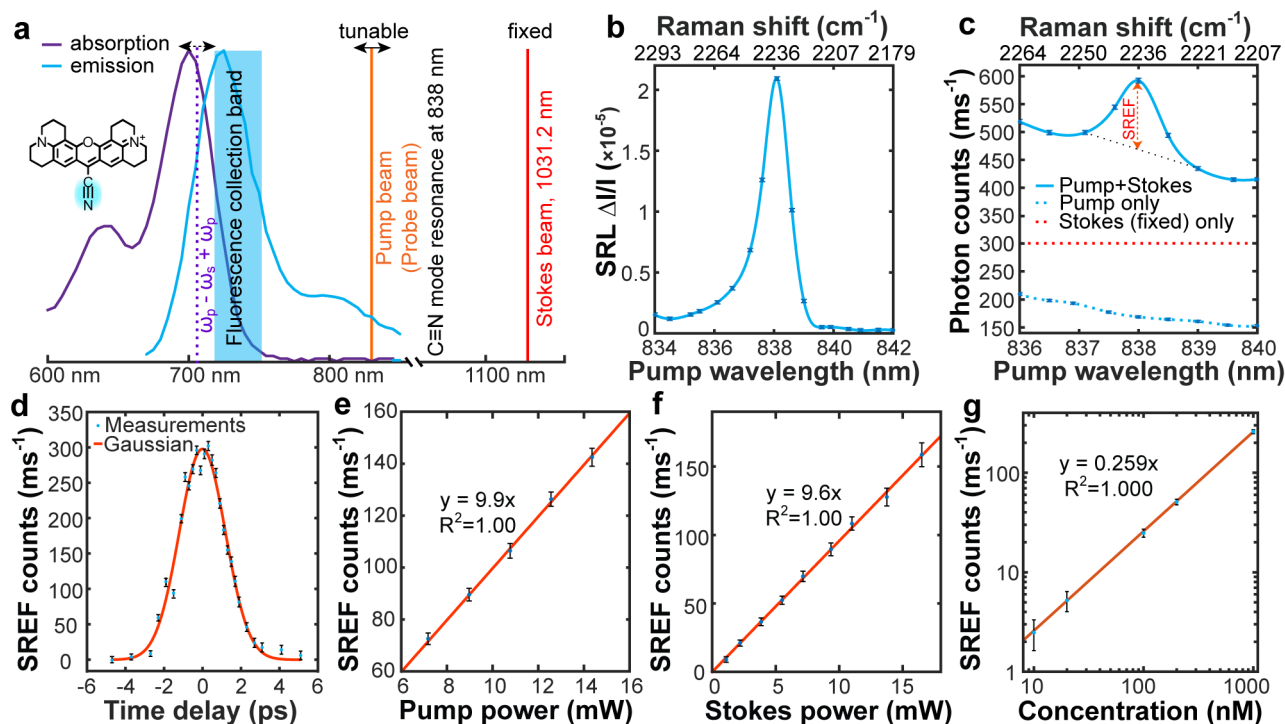 a
absorption
emission
tunable
fixed
N
O
N+
C
N
ω̃p - ω̃s + ω̃p
Fluorescence collection band
Pump beam
(Probe beam)
C≡N mode resonance at 838 nm
Stokes beam, 1031.2 nm
600 nm
700 nm
800 nm
1100 nm
b
Raman shift (cm-1)
2293 2264 2236 2207 2179
SRL ΔI/I (×10-5)
2
1.5
1
0.5
0
834 836 838 840 842
Pump wavelength (nm)
c
Raman shift (cm-1)
2264 2250 2236 2221 2207
Photon counts (ms-1)
600
550
500
450
400
350
300
250
200
150
SREF
Pump+Stokes
Pump only
Stokes (fixed) only
836 837 838 839 840
Pump wavelength (nm)
d
SREF counts (ms-1)
350
300
250
200
150
100
50
0
Measurements
Gaussian
-6 -4 -2 0 2 4 6
Time delay (ps)
e
SREF counts (ms-1)
160
140
120
100
80
60
y = 9.9x
R2=1.00
6 8 10 12 14 16
Pump power (mW)
f
SREF counts (ms-1)
150
100
50
0
y = 9.6x
R2=1.00
0 5 10 15
Stokes power (mW)
g
SREF counts (ms-1)
100
10
1
y = 0.259x
R2=1.000
10 100 1000
Concentration (nM)